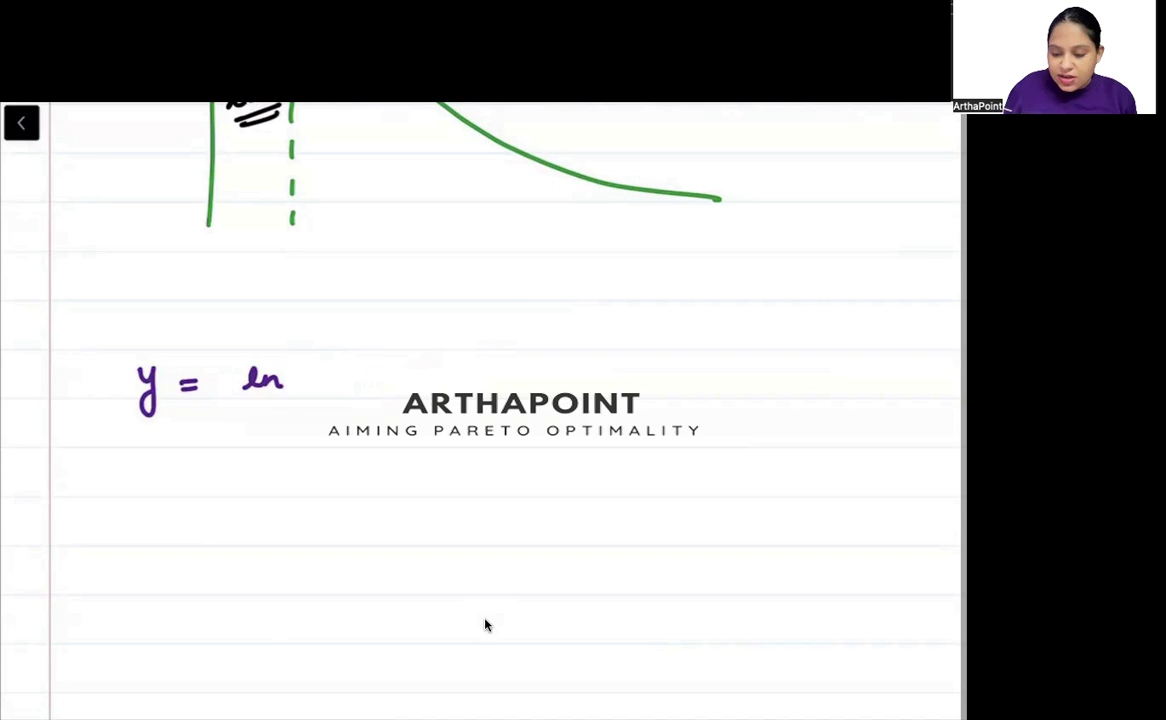 ArthaPoint
y = ln
ARTHAPOINT
AIMING PARETO OPTIMALITY